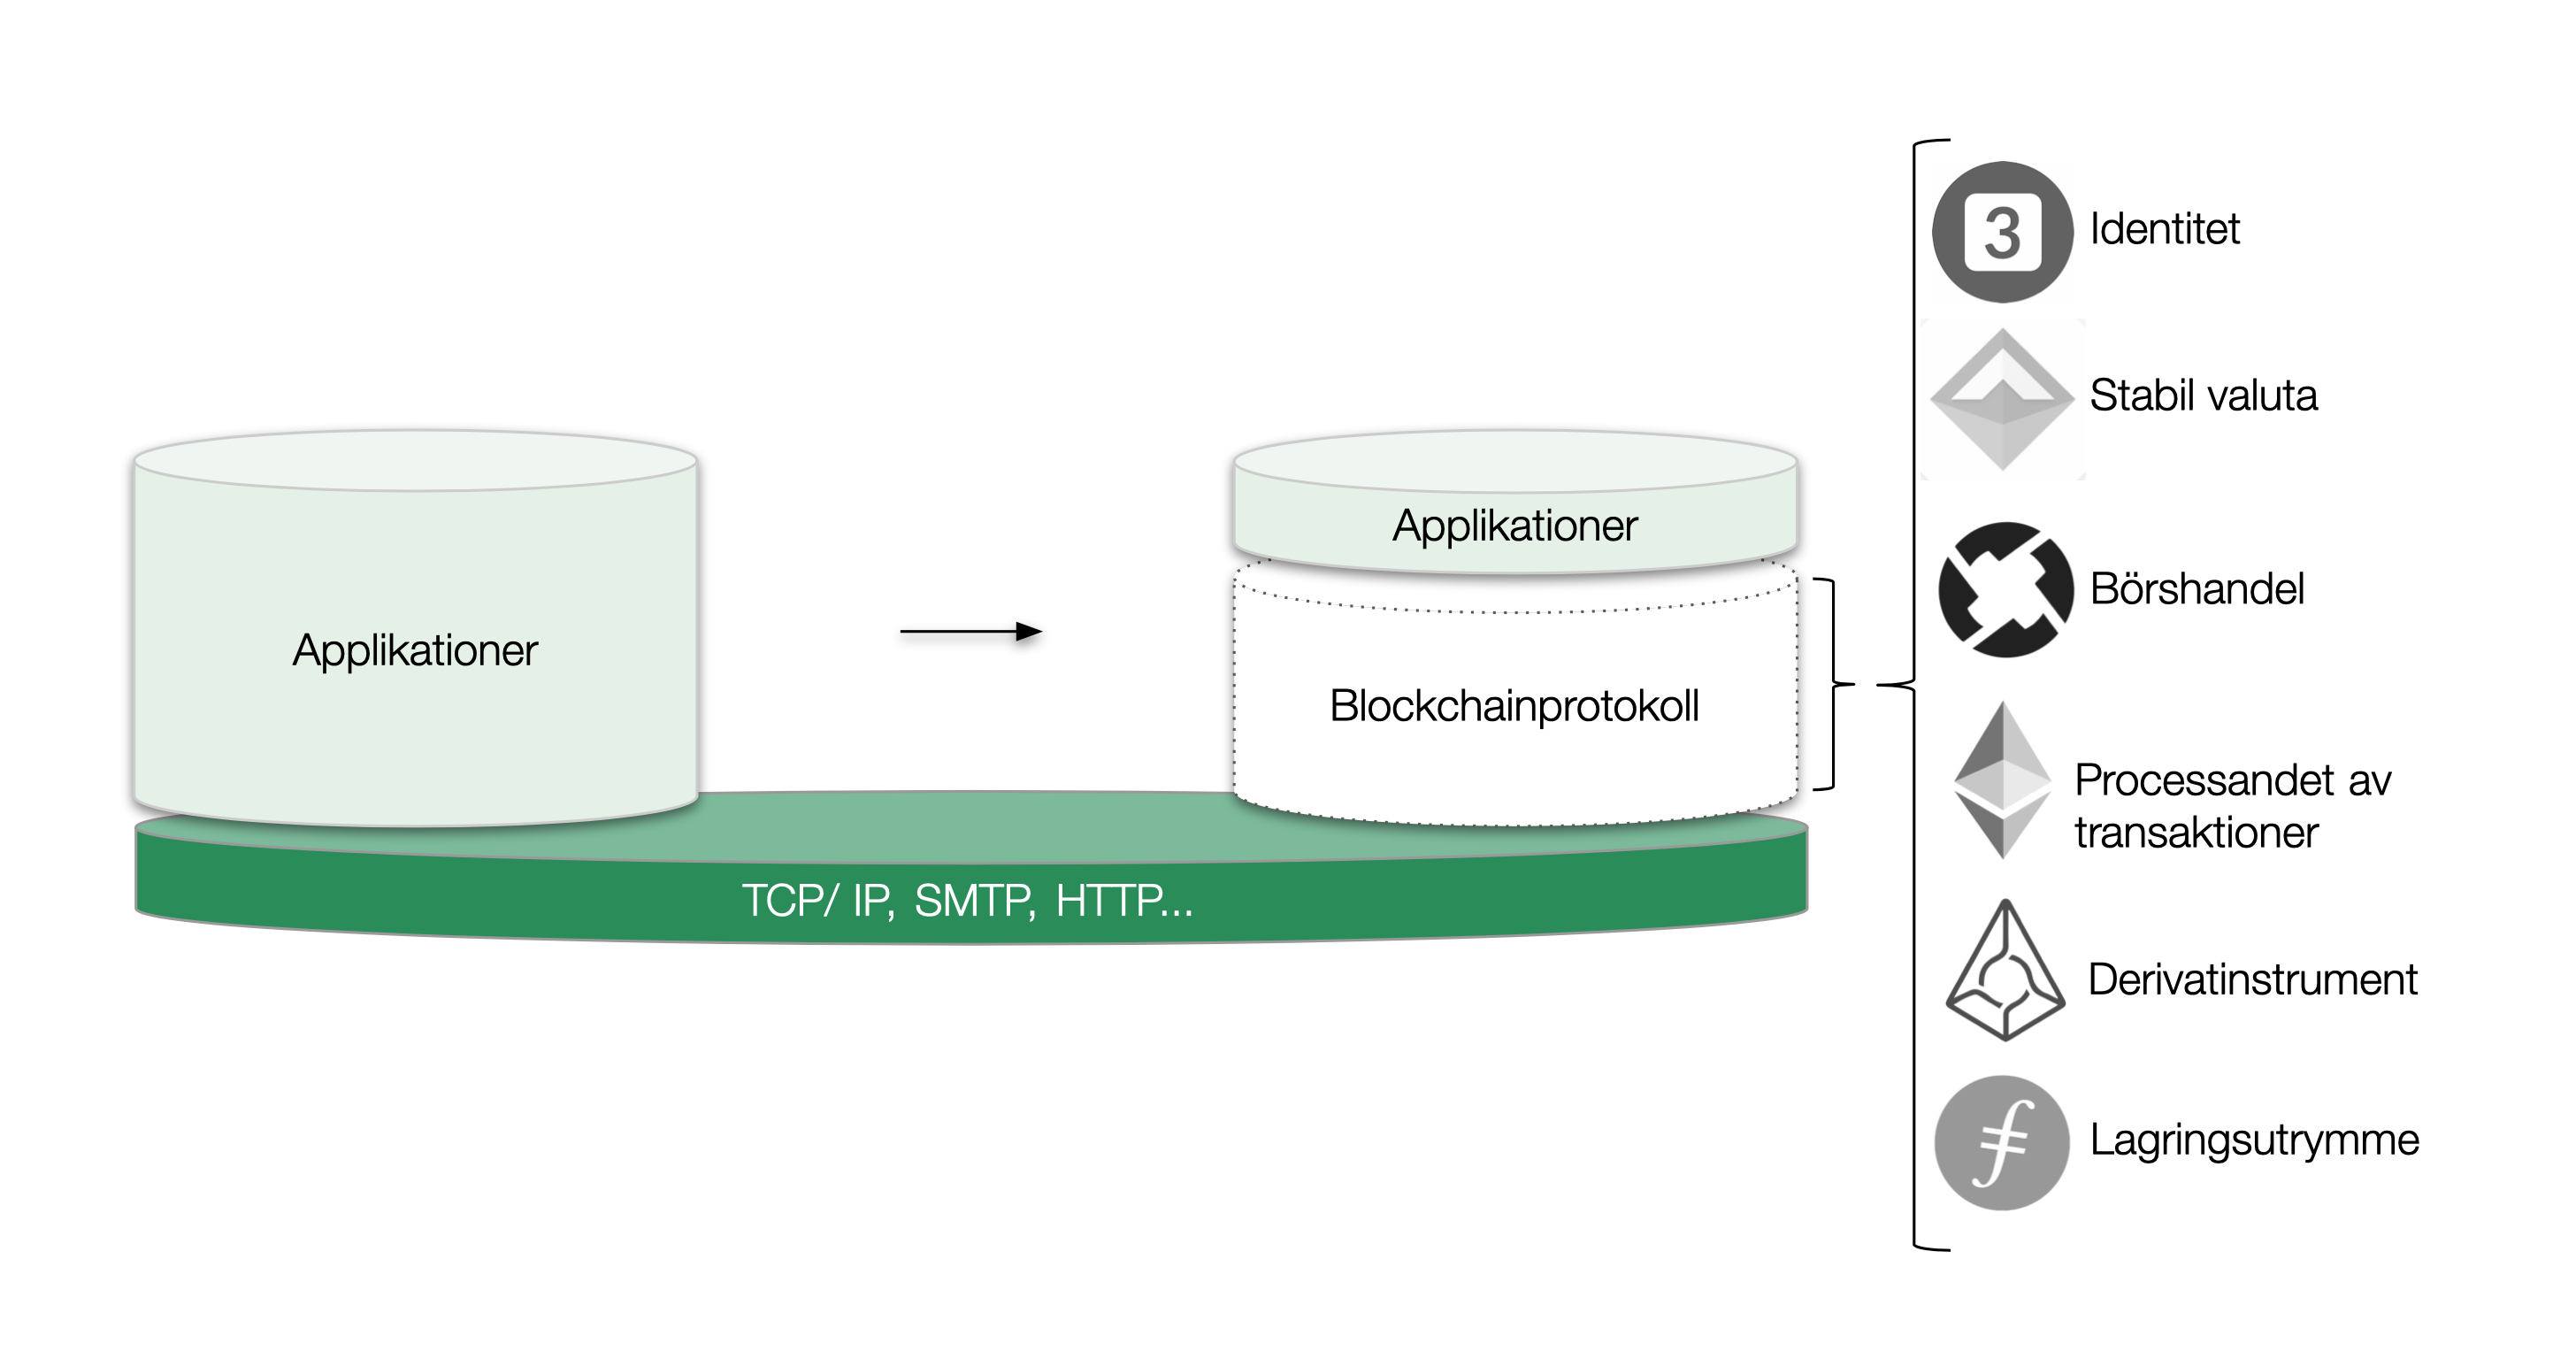 Applikationer
Applikationer
Blockchainprotokoll
TCP/ IP, SMTP, HTTP...
3
Identitet
Stabil valuta
Börshandel
Processandet av
transaktioner
Derivatinstrument
Lagringsutrymme